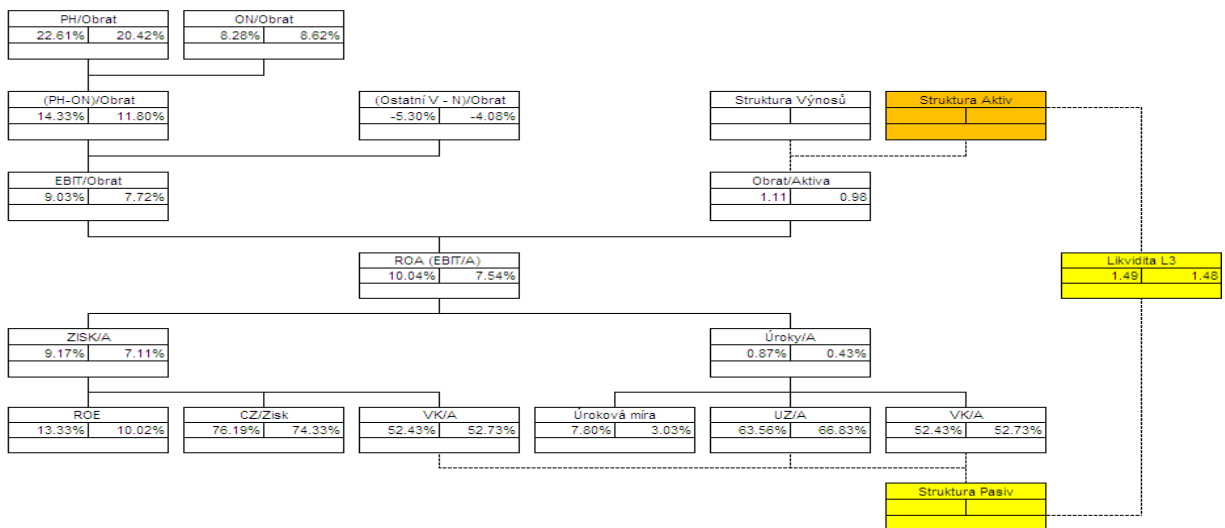 PH/Obrat ON/Obrat
22.61% 20.42% 8.28% 8.62%
(PH-ON)/Obrat (Ostatní V - N)/Obrat Struktura Výnosů Struktura Aktiv
14.33% 11.80% -5.30% -4.08%
EBIT/Obrat Obrat/Aktiva
9.03% 7.72% 1.11 0.98
ROA (EBIT/A) Likvidita L3
10.04% 7.54% 1.49 1.48
ZISK/A Úroky/A
9.17% 7.11% 0.87% 0.43%
ROE CZ/Zisk VK/A Úroková míra UZ/A VK/A
13.33% 10.02% 76.19% 74.33% 52.43% 52.73% 7.80% 3.03% 63.56% 66.83% 52.43% 52.73%
Struktura Pasiv